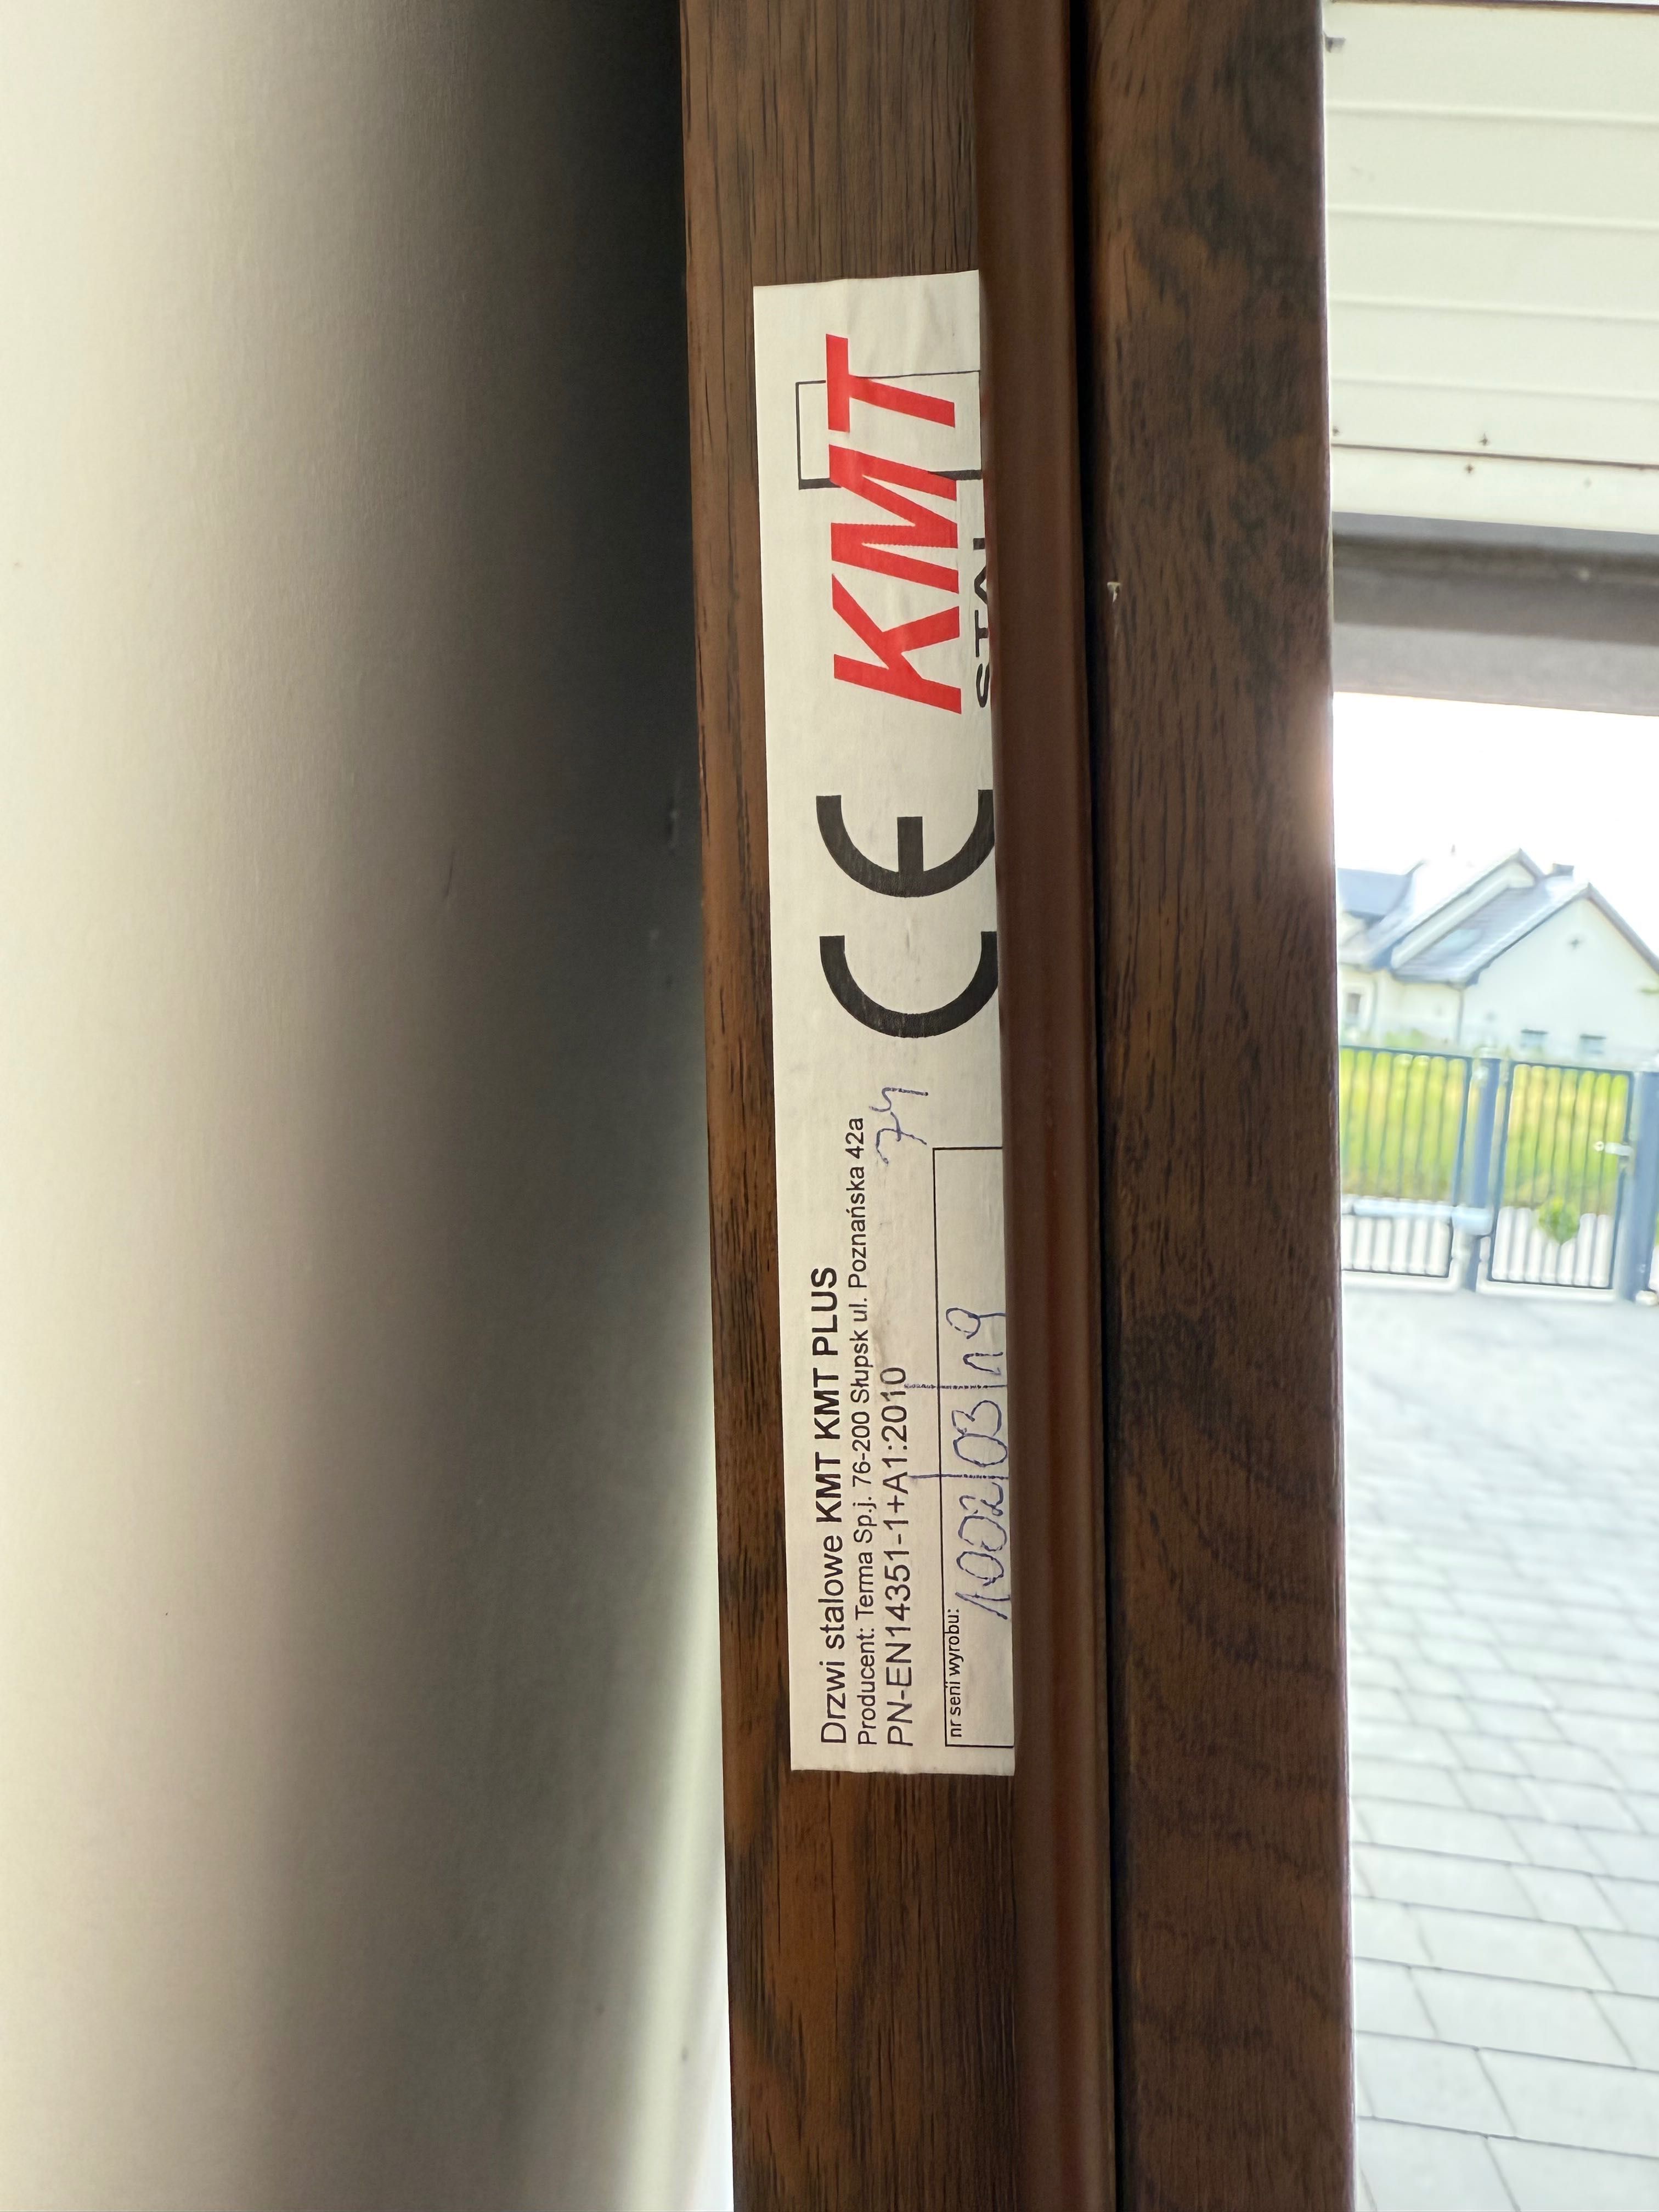 Drzwi stalowe KMT KMT PLUS
Producent: Terma Sp.j. 76-200 Słupsk ul. Poznańska 42a
PN-EN14351-1+A1:2010
74
nr serii wyrobu:
1002/03/19
CE
KMT
STAL